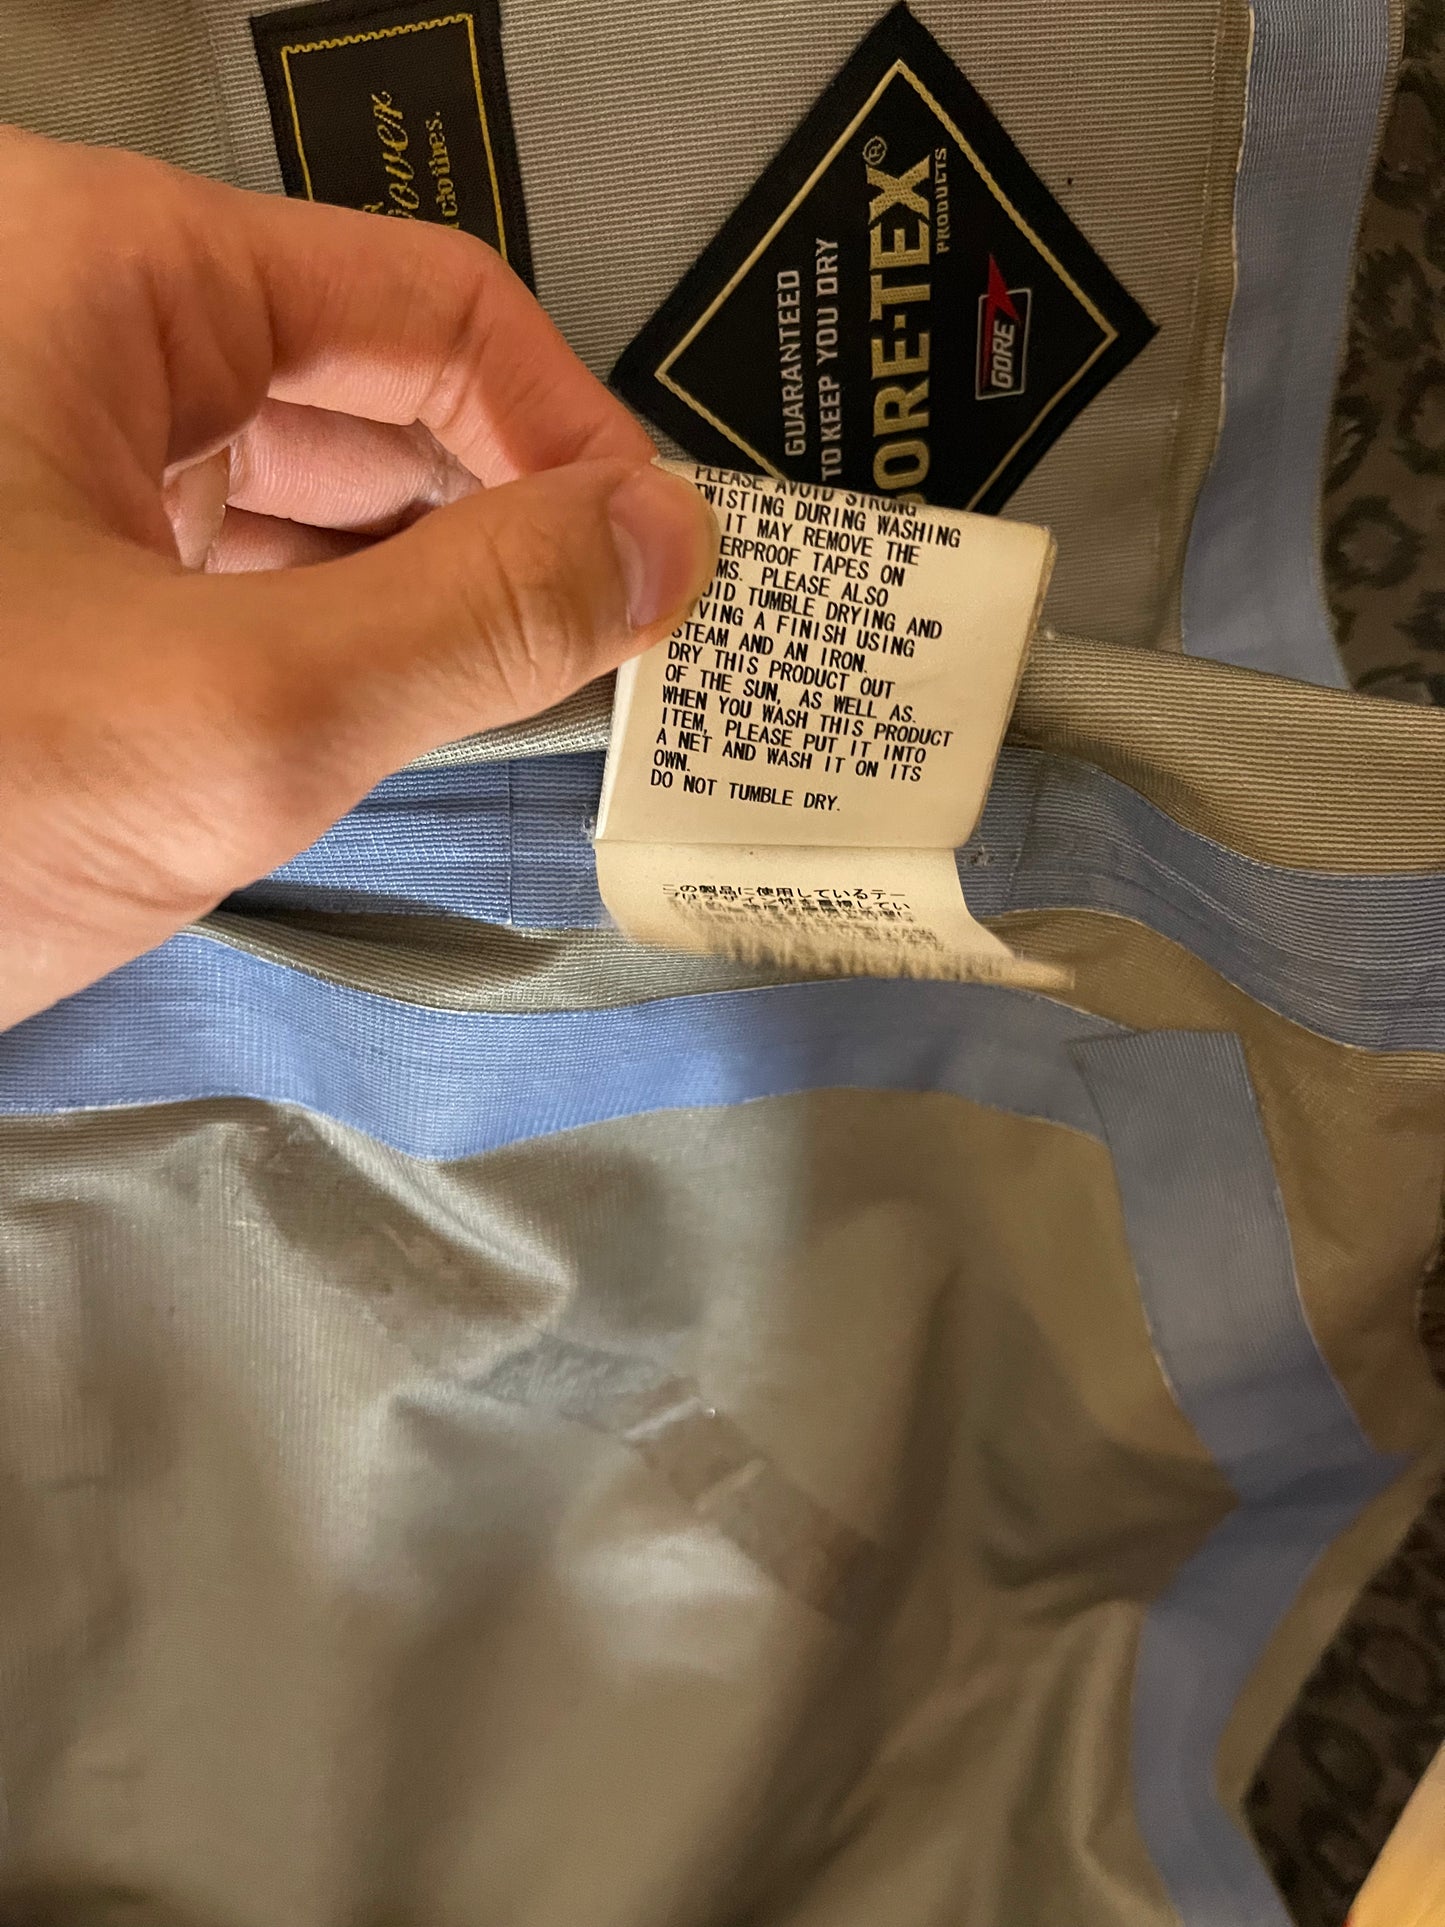 over
clothes.
GUARANTEED
TO KEEP YOU DRY
GORE-TEX®
PRODUCTS
GORE
PLEASE AVOID STRONG
TWISTING DURING WASHING
IT MAY REMOVE THE
ERPROOF TAPES ON
MS. PLEASE ALSO
OID TUMBLE DRYING AND
VING A FINISH USING
STEAM AND AN IRON.
DRY THIS PRODUCT OUT
OF THE SUN, AS WELL AS.
WHEN YOU WASH THIS PRODUCT
ITEM, PLEASE PUT IT INTO
A NET AND WASH IT ON ITS
OWN.
DO NOT TUMBLE DRY.
この製品に使用しているテー